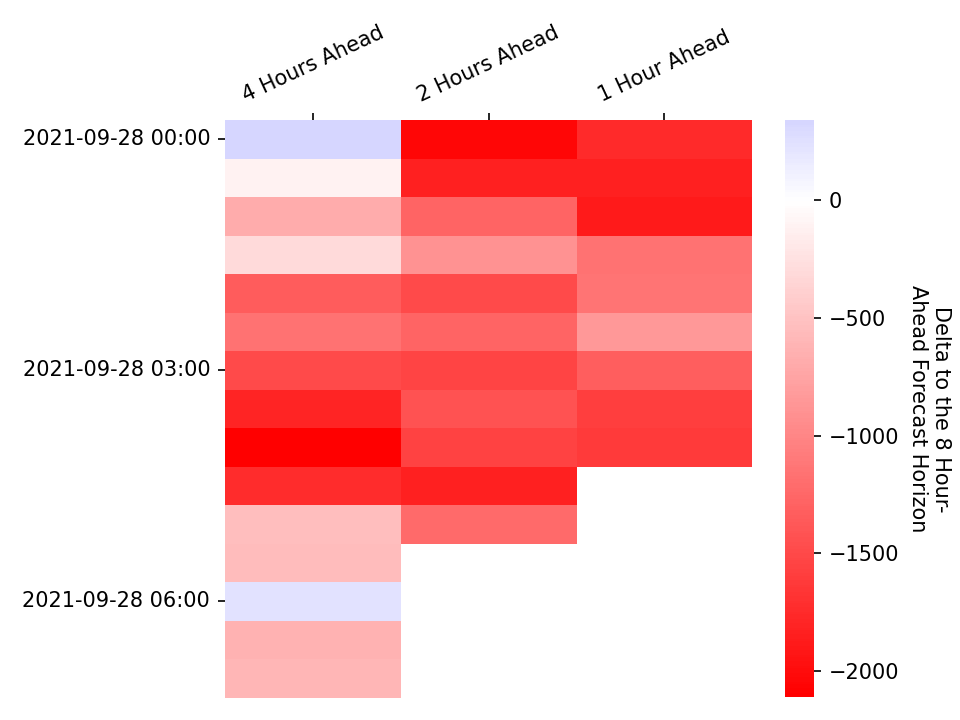 4 Hours Ahead
2 Hours Ahead
1 Hour Ahead
2021-09-28 00:00
2021-09-28 03:00
2021-09-28 06:00
0
−500
−1000
−1500
−2000
Delta to the 8 Hour-
Ahead Forecast Horizon